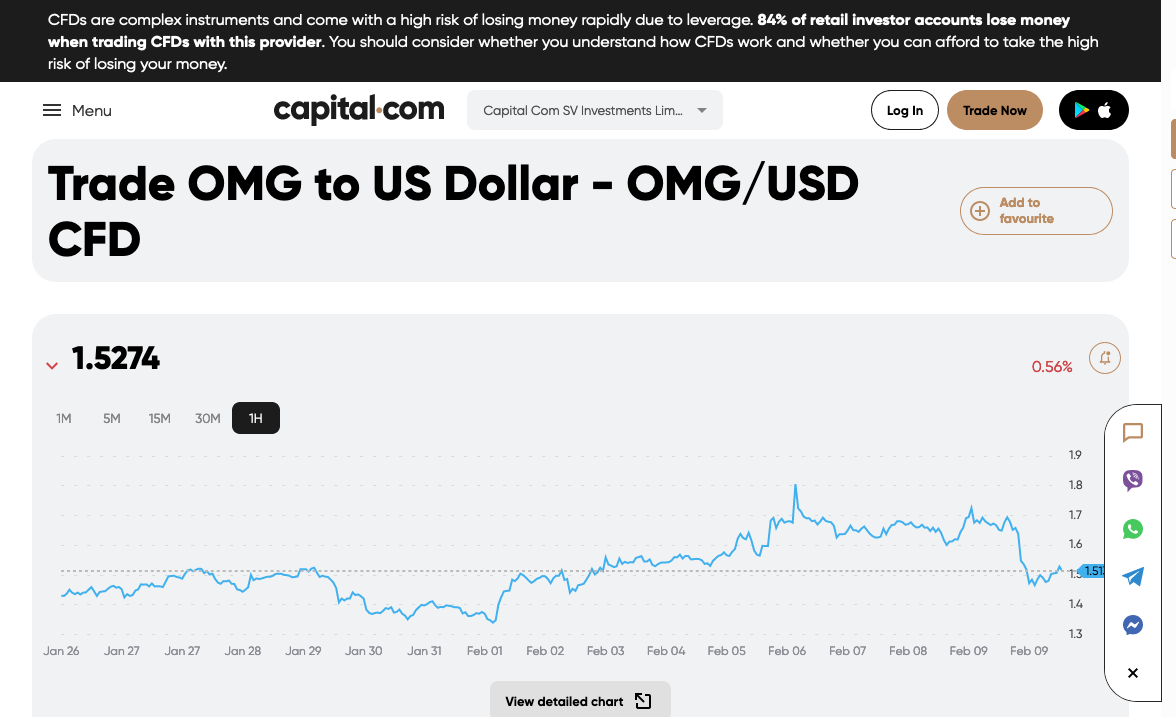 CFDs are complex instruments and come with a high risk of losing money rapidly due to leverage. 84% of retail investor accounts lose money
when trading CFDs with this provider. You should consider whether you understand how CFDs work and whether you can afford to take the high
risk of losing your money.
Menu
capital.com
Capital Com SV Investments Lim...
Log In
Trade Now
Trade OMG to US Dollar - OMG/USD
CFD
Add to
favourite
1.5274
0.56%
1M 5M 15M 30M 1H
1.9
1.8
1.7
1.6
1.5
1.4
1.3
Jan 26 Jan 27 Jan 27 Jan 28 Jan 29 Jan 30 Jan 31 Feb 01 Feb 02 Feb 03 Feb 04 Feb 05 Feb 06 Feb 07 Feb 08 Feb 09 Feb 09
View detailed chart